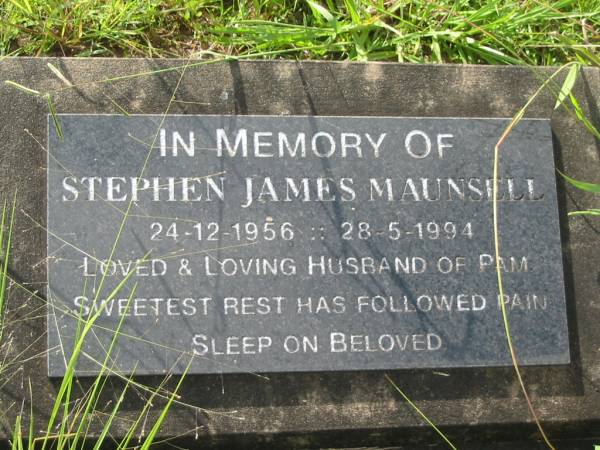 IN MEMORY OF
STEPHEN JAMES MAUNSELL
24-12-1956 :: 28-5-1994
LOVED & LOVING HUSBAND OF PAM.
SWEETEST REST HAS FOLLOWED PAIN
SLEEP ON BELOVED.